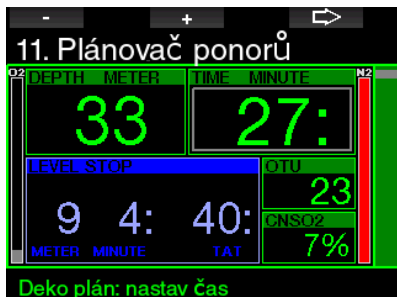 - +
11. Plánovač ponorů
O2 DEPTH METER TIME MINUTE N2
33 27:
LEVEL STOP OTU
23
9 4: 40: CNSO2
METER MINUTE TAT 7%
Deko plán: nastav čas